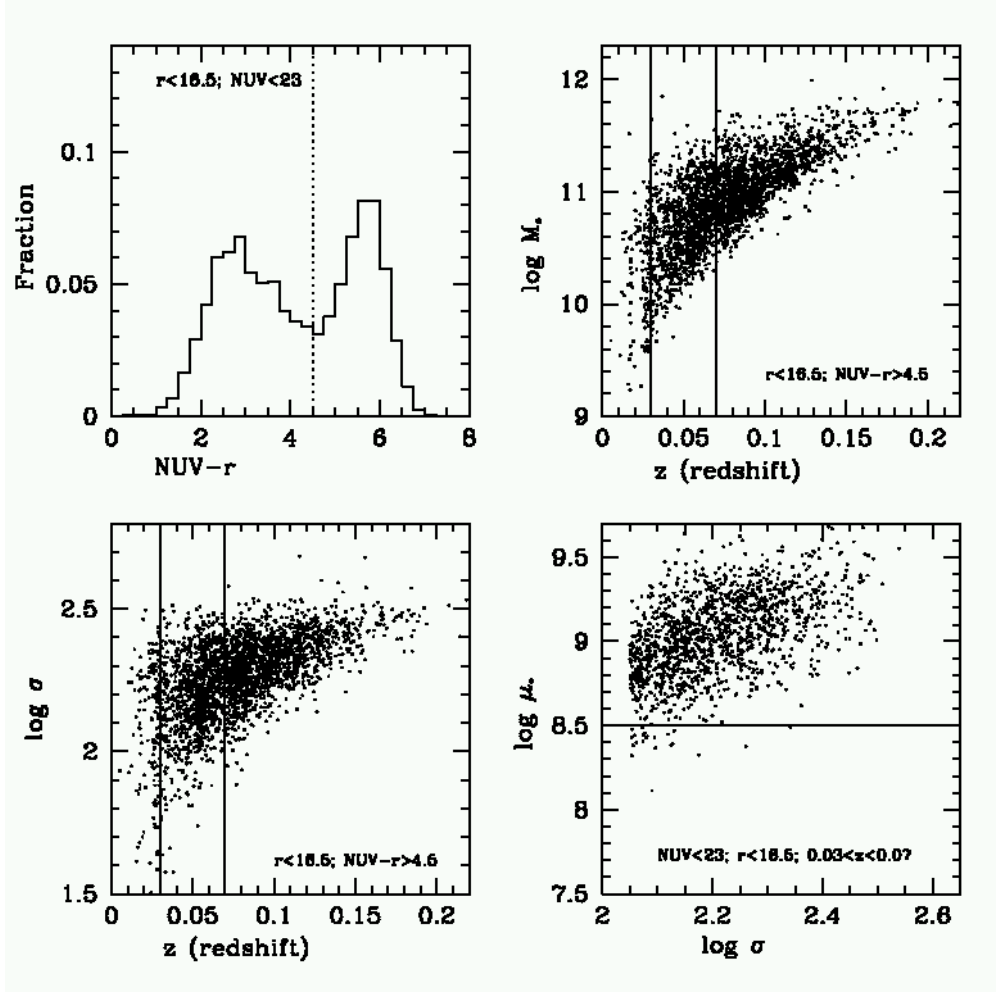 r<16.5; NUV<23
0.1
0.05
0
Fraction
0 2 4 6 8
NUV−r
12
11
10
9
log M*
r<16.5; NUV−r>4.5
0 0.05 0.1 0.15 0.2
z (redshift)
2.5
2
1.5
log σ
r<16.5; NUV−r>4.5
0 0.05 0.1 0.15 0.2
z (redshift)
9.5
9
8.5
8
7.5
log μ*
NUV<23; r<16.5; 0.03<z<0.07
2 2.2 2.4 2.6
log σ